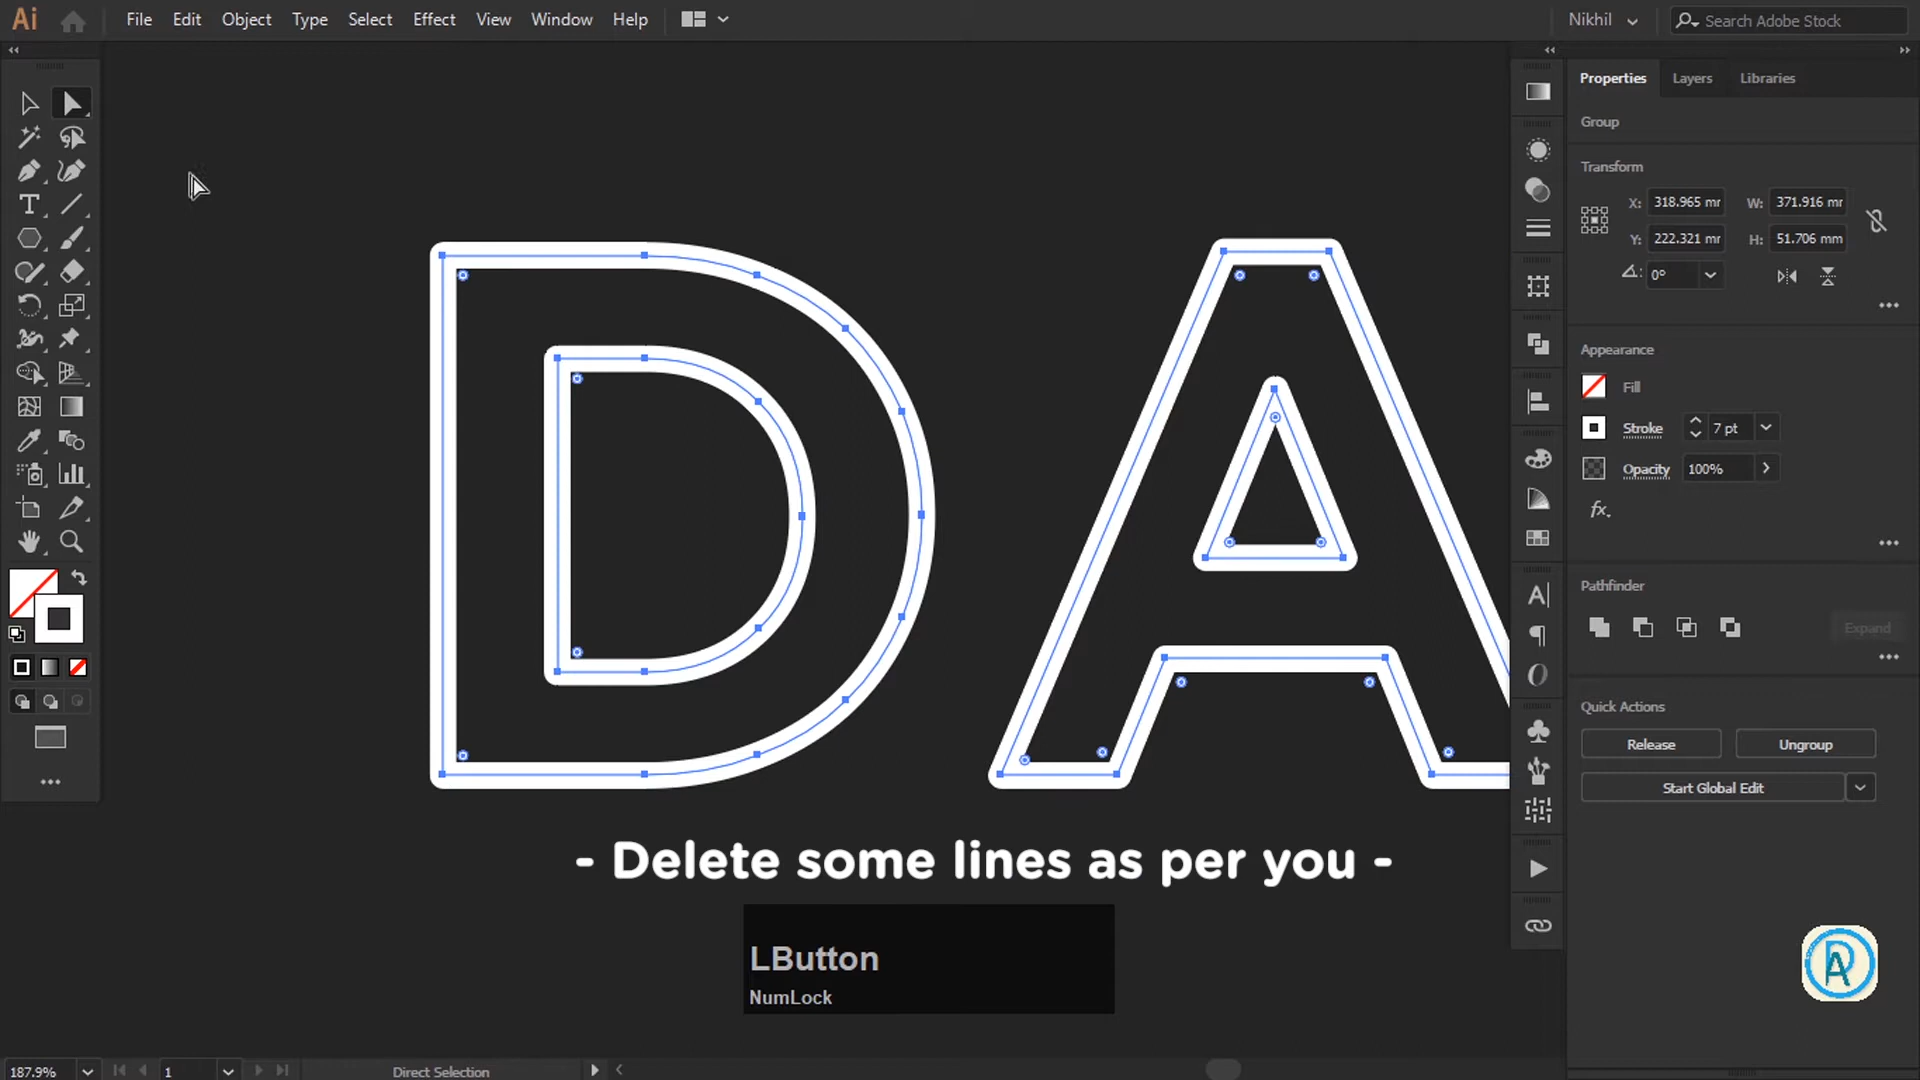 Ai File Edit Object Type Select Effect View Window Help Nikhil Search Adobe Stock
Properties Layers Libraries
Group
Transform
X: 318.965 mr W: 371.916 mr
Y: 222.321 mr H: 51.706 mm
0°
Appearance
Fill
Stroke 7 pt
Opacity 100%
fx.
Pathfinder
Expand
Quick Actions
Release Ungroup
Start Global Edit
DA
- Delete some lines as per you -
LButton
NumLock
187.9% 1 Direct Selection